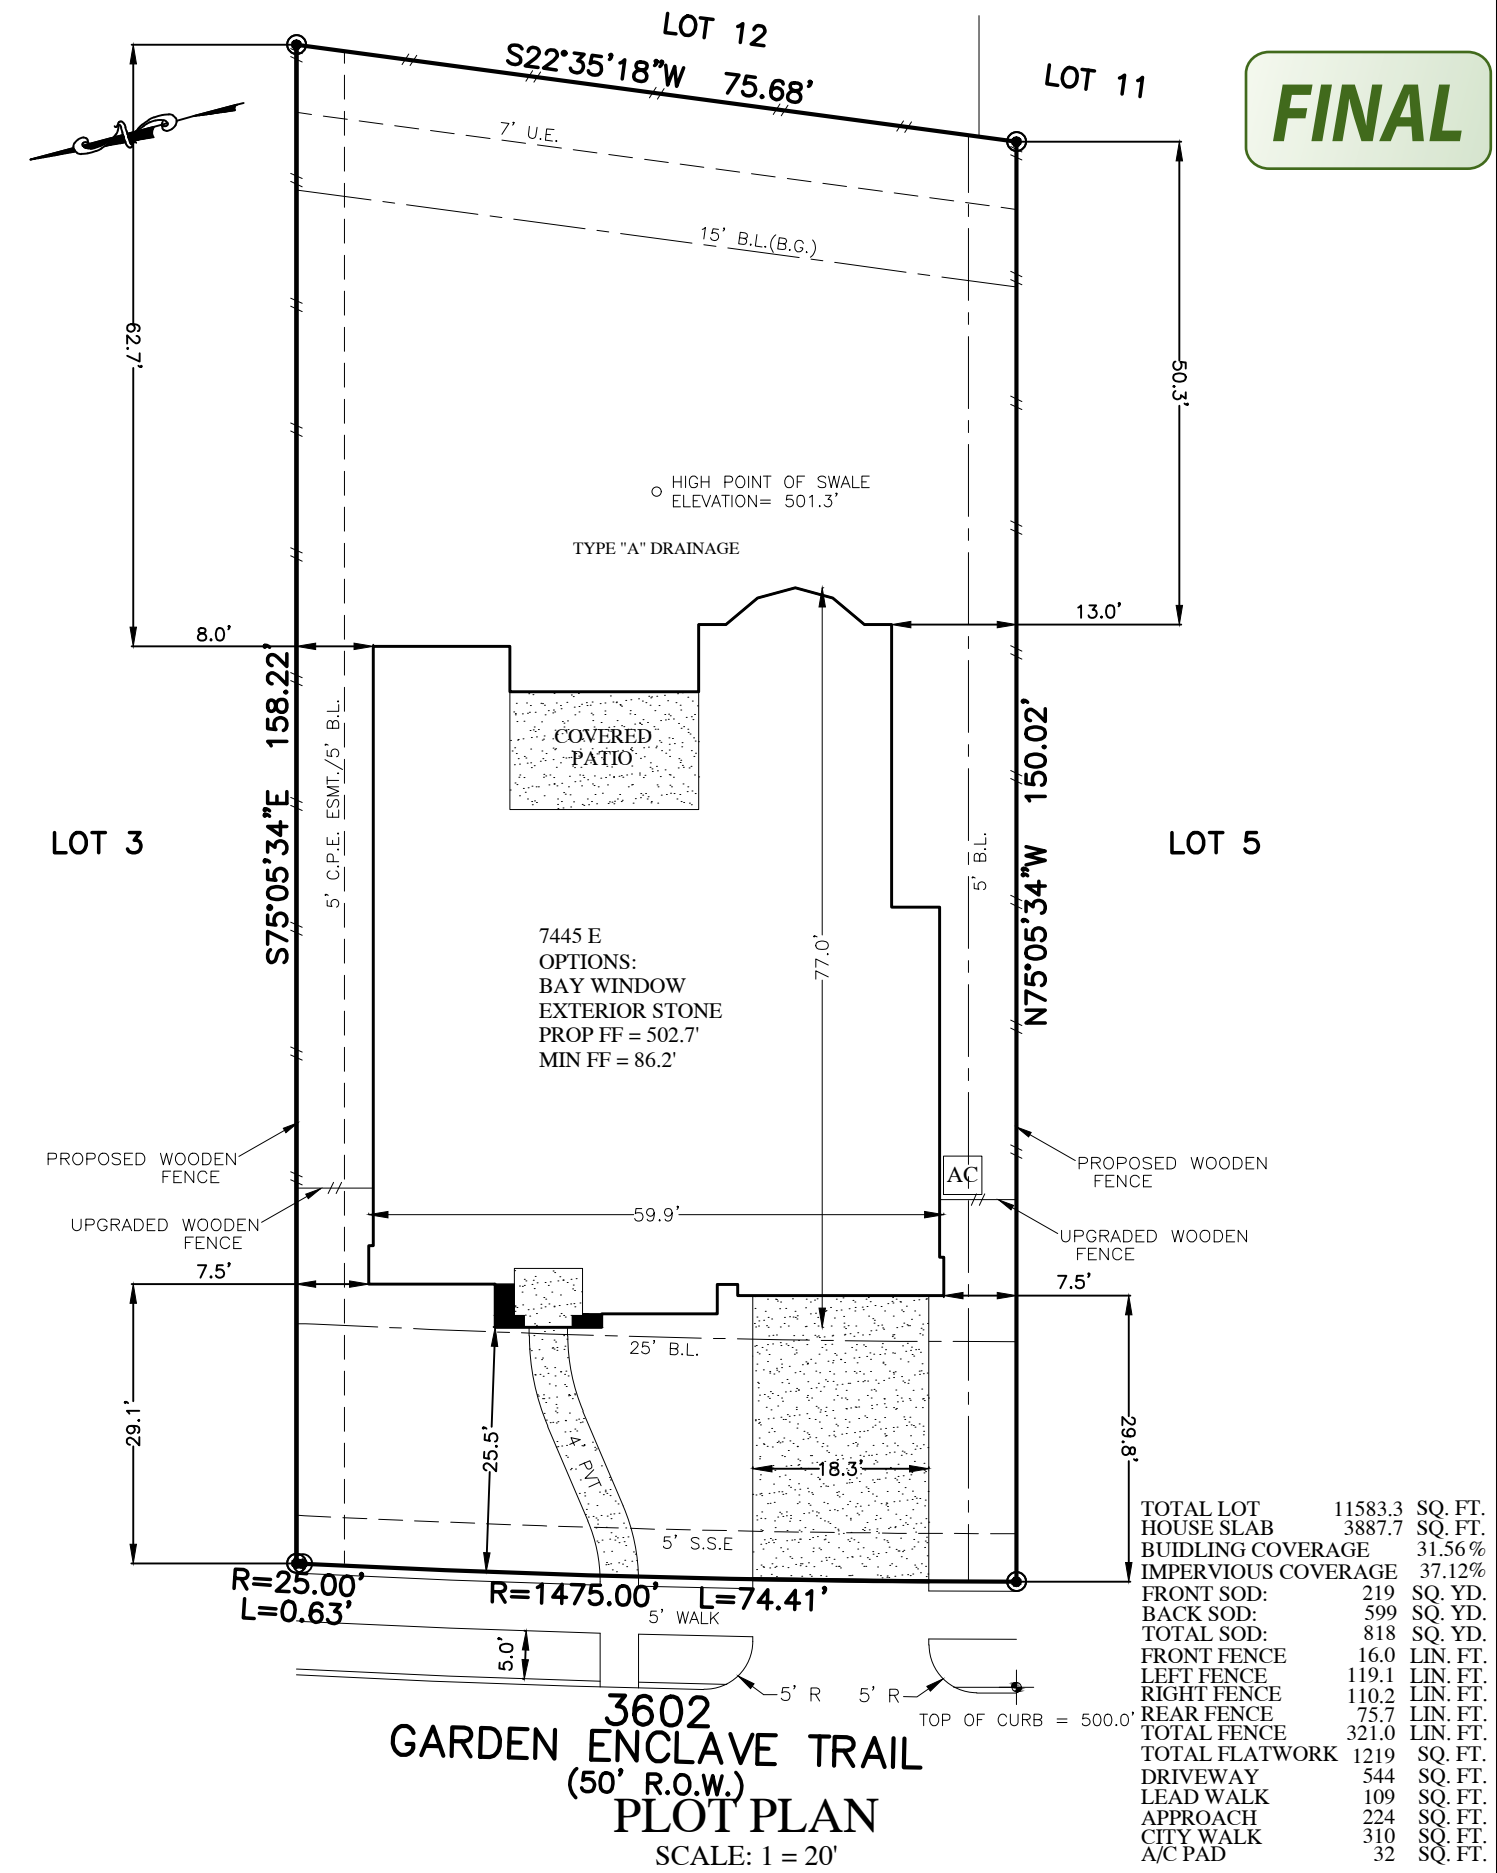 LOT 12
S22°35'18"W 75.68'
LOT 11
FINAL
7' U.E.
15' B.L.(B.G.)
62.7'
50.3'
HIGH POINT OF SWALE
ELEVATION= 501.3'
TYPE "A" DRAINAGE
8.0'
13.0'
S75°05'34"E 158.22'
5' C.P.E. ESMT./5' B.L.
COVERED
PATIO
N75°05'34"W 150.02'
5' B.L.
LOT 3
LOT 5
77.0'
7445 E
OPTIONS:
BAY WINDOW
EXTERIOR STONE
PROP FF = 502.7'
MIN FF = 86.2'
PROPOSED WOODEN
FENCE
AC
PROPOSED WOODEN
FENCE
59.9'
UPGRADED WOODEN
FENCE
UPGRADED WOODEN
FENCE
7.5'
7.5'
25' B.L.
29.1'
25.5'
4' PVT
18.3'
29.8'
5' S.S.E
R=25.00'
L=0.63'
R=1475.00' L=74.41'
5' WALK
5.0'
5' R
5' R
TOP OF CURB = 500.0'
3602
GARDEN ENCLAVE TRAIL
(50' R.O.W.)
PLOT PLAN
SCALE: 1 = 20'
TOTAL LOT 11583.3 SQ. FT.
HOUSE SLAB 3887.7 SQ. FT.
BUIDLING COVERAGE 31.56%
IMPERVIOUS COVERAGE 37.12%
FRONT SOD: 219 SQ. YD.
BACK SOD: 599 SQ. YD.
TOTAL SOD: 818 SQ. YD.
FRONT FENCE 16.0 LIN. FT.
LEFT FENCE 119.1 LIN. FT.
RIGHT FENCE 110.2 LIN. FT.
REAR FENCE 75.7 LIN. FT.
TOTAL FENCE 321.0 LIN. FT.
TOTAL FLATWORK 1219 SQ. FT.
DRIVEWAY 544 SQ. FT.
LEAD WALK 109 SQ. FT.
APPROACH 224 SQ. FT.
CITY WALK 310 SQ. FT.
A/C PAD 32 SQ. FT.